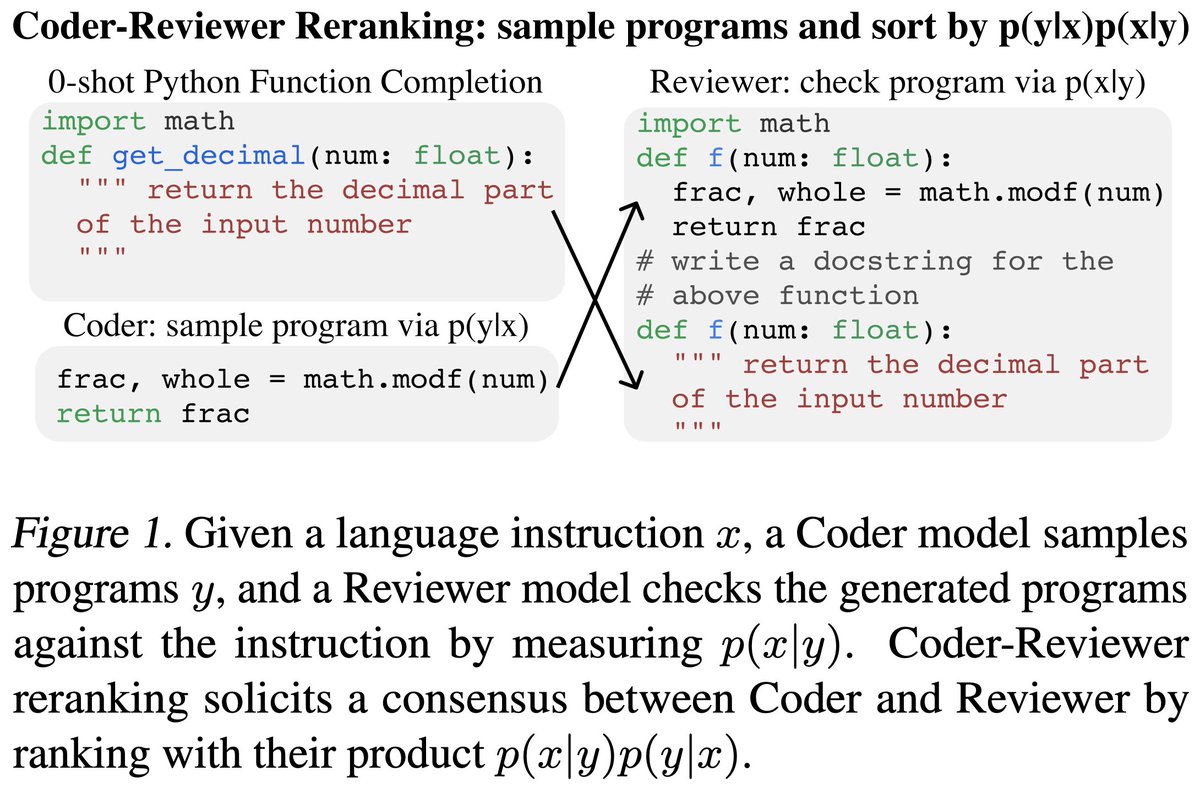 Coder-Reviewer Reranking: sample programs and sort by p(y|x)p(x|y)
0-shot Python Function Completion
import math
def get_decimal(num: float):
""" return the decimal part
of the input number
"""
Coder: sample program via p(y|x)
frac, whole = math.modf(num)
return frac
Reviewer: check program via p(x|y)
import math
def f(num: float):
frac, whole = math.modf(num)
return frac
# write a docstring for the
# above function
def f(num: float):
""" return the decimal part
of the input number
"""
Figure 1. Given a language instruction x, a Coder model samples
programs y, and a Reviewer model checks the generated programs
against the instruction by measuring p(x|y). Coder-Reviewer
reranking solicits a consensus between Coder and Reviewer by
ranking with their product p(x|y)p(y|x).